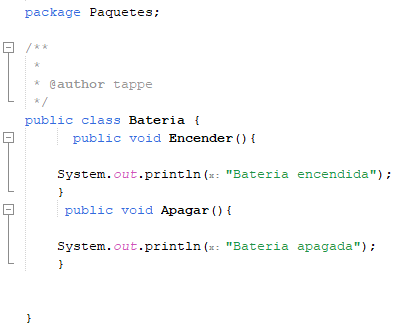 package Paquetes;
/**
 *
 * @author tappe
 */
public class Bateria {
public void Encender(){
System.out.println(x: "Bateria encendida");
}
public void Apagar(){
System.out.println(x: "Bateria apagada");
}
}